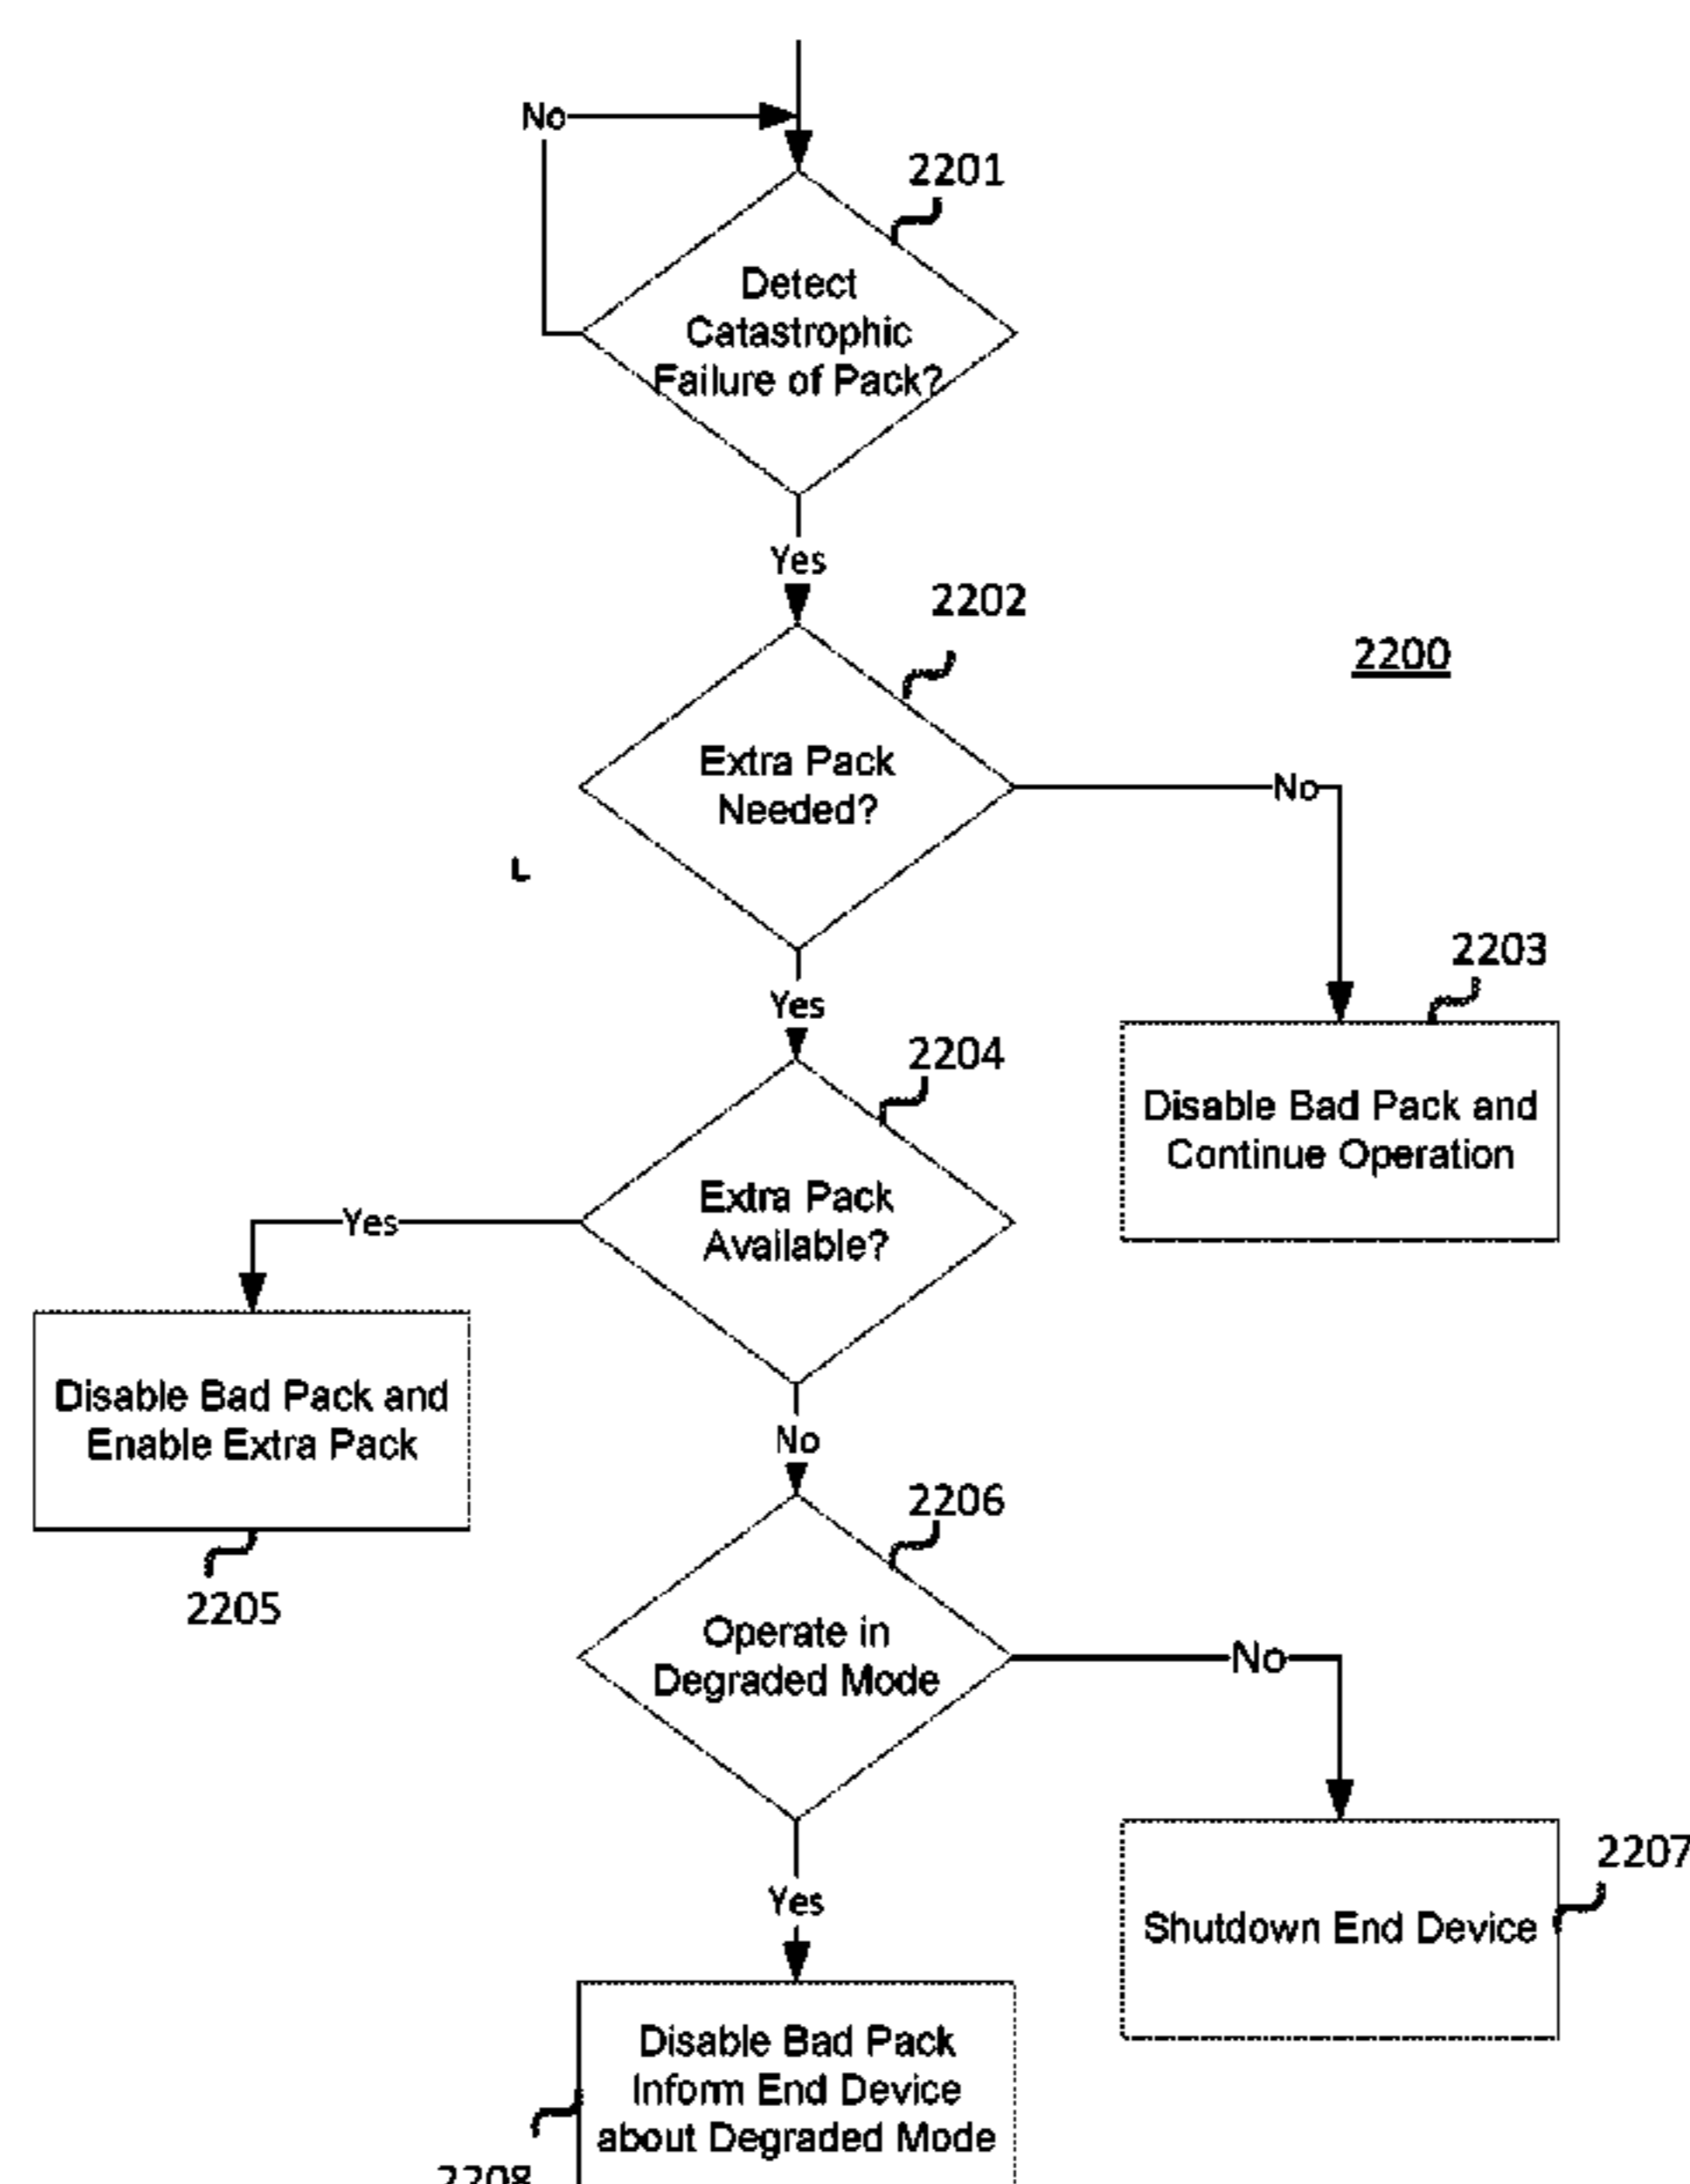 No
2201
Detect
Catastrophic
Failure of Pack?
Yes
2202
2200
Extra Pack
Needed?
No
Yes
2203
2204
Disable Bad Pack and
Continue Operation
Extra Pack
Available?
Yes
Disable Bad Pack and
Enable Extra Pack
No
2206
2205
Operate in
Degraded Mode
No
2207
Yes
Shutdown End Device
Disable Bad Pack
Inform End Device
about Degraded Mode
2208